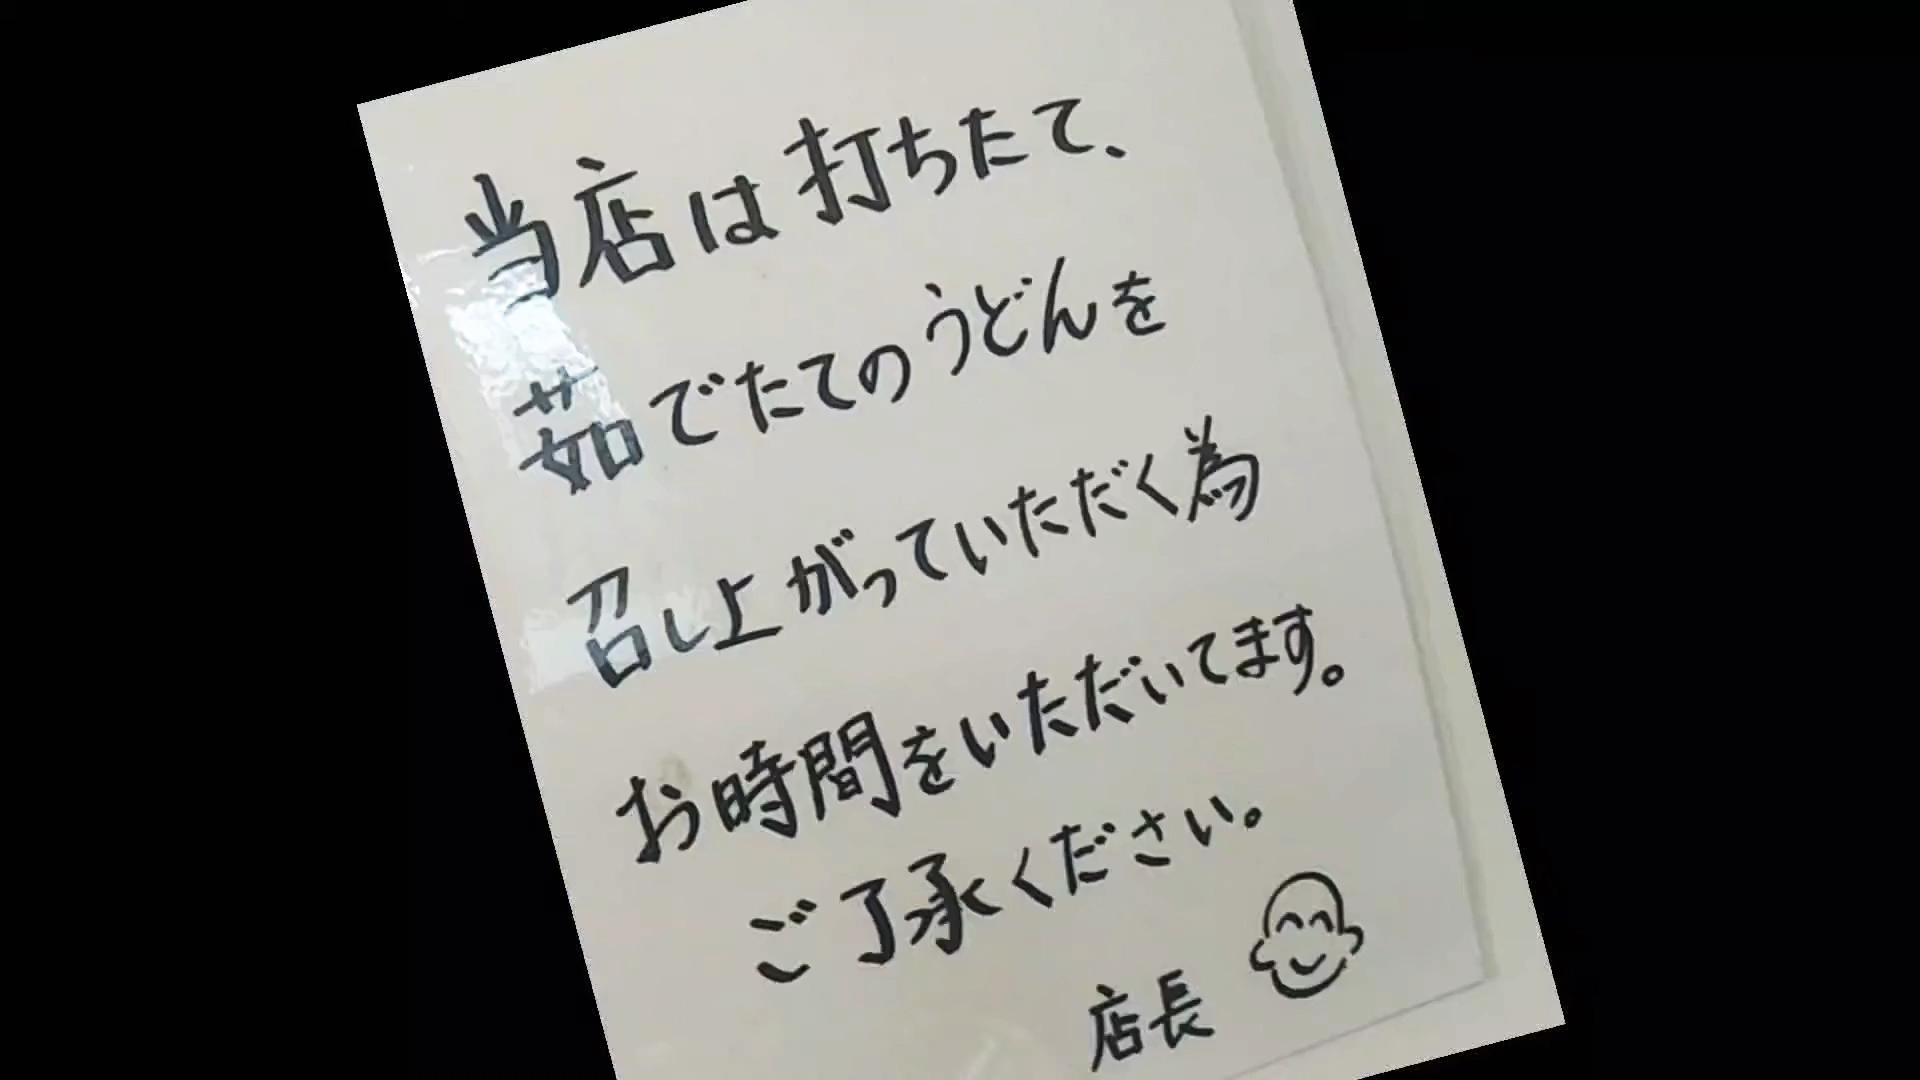 当店は打ちたて、
茹でたてのうどんを
召し上がっていただく為
お時間をいただいてます。
ご了承ください。
店長